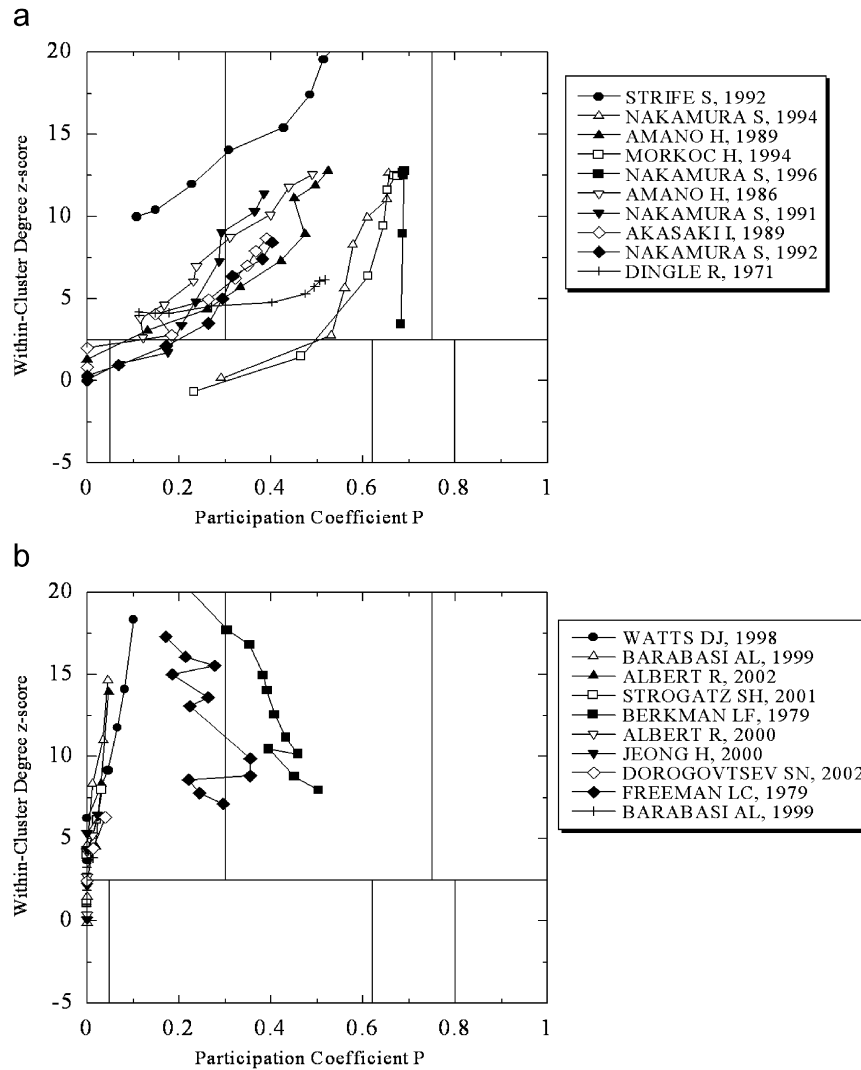 a
20
15
10
5
0
-5
Within-Cluster Degree z-score
0 0.2 0.4 0.6 0.8 1
Participation Coefficient P
STRIFE S, 1992
NAKAMURA S, 1994
AMANO H, 1989
MORKOC H, 1994
NAKAMURA S, 1996
AMANO H, 1986
NAKAMURA S, 1991
AKASAKI I, 1989
NAKAMURA S, 1992
DINGLE R, 1971
b
20
15
10
5
0
-5
Within-Cluster Degree z-score
0 0.2 0.4 0.6 0.8 1
Participation Coefficient P
WATTS DJ, 1998
BARABASI AL, 1999
ALBERT R, 2002
STROGATZ SH, 2001
BERKMAN LF, 1979
ALBERT R, 2000
JEONG H, 2000
DOROGOVTSEV SN, 2002
FREEMAN LC, 1979
BARABASI AL, 1999